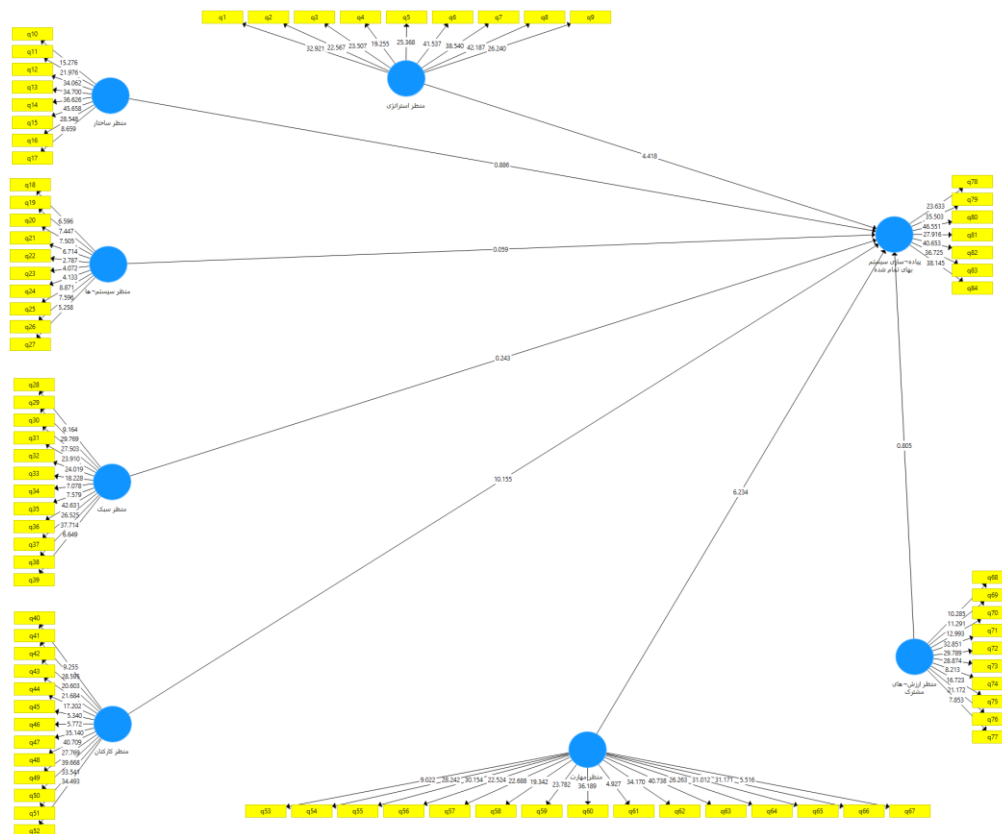 q1
q2
q3
q4
q5
q6
q7
q8
q9
32.921
22.567
23.507
19.255
25.368
41.537
38.540
42.187
26.240
منظر استراتژی
q10
q11
q12
q13
q14
q15
q16
q17
15.276
21.976
34.062
34.700
36.626
45.658
28.548
8.659
منظر ساختار
q18
q19
q20
q21
q22
q23
q24
q25
q26
q27
6.596
7.447
7.505
6.714
2.787
4.072
4.133
8.871
7.596
5.258
منظر سیستم-ها
q28
q29
q30
q31
q32
q33
q34
q35
q36
q37
q38
q39
9.164
29.769
27.503
23.910
24.019
18.228
7.078
7.579
42.631
26.525
37.714
6.649
منظر سبک
q40
q41
q42
q43
q44
q45
q46
q47
q48
q49
q50
q51
q52
9.255
28.596
20.603
21.684
17.202
5.340
5.772
35.140
40.709
27.769
39.668
33.541
34.493
منظر کارکنان
4.418
0.886
0.059
0.243
10.155
6.234
0.805
q78
q79
q80
q81
q82
q83
q84
23.633
35.503
46.551
27.916
40.653
36.725
38.145
پیاده-سازی سیستم
بهای تمام شده
q68
q69
q70
q71
q72
q73
q74
q75
q76
q77
10.285
11.291
12.993
32.851
29.789
28.874
8.213
16.723
21.172
7.853
منظر ارزش-های
مشترک
منظر مهارت
9.022
26.242
30.154
22.524
22.688
19.342
23.782
36.189
4.927
34.170
40.738
26.263
31.012
31.171
5.516
q53
q54
q55
q56
q57
q58
q59
q60
q61
q62
q63
q64
q65
q66
q67